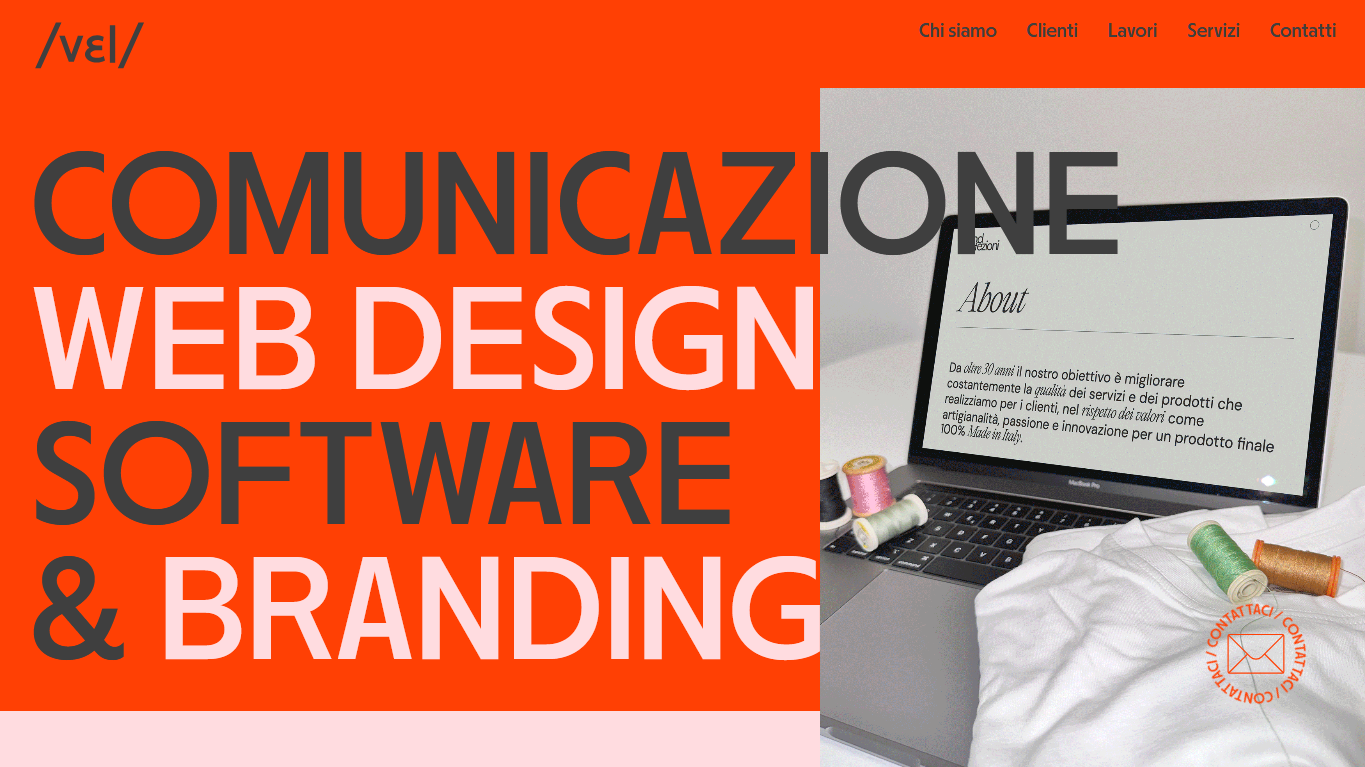 /vεl/
Chi siamo Clienti Lavori Servizi Contatti
COMUNICAZIONE
WEB DESIGN
SOFTWARE
& BRANDING
About
Da oltre 30 anni il nostro obiettivo è migliorare
costantemente la qualità dei servizi e dei prodotti che
realizziamo per i clienti, nel rispetto dei valori come
artigianalità, passione e innovazione per un prodotto finale
100% Made in Italy.
MacBook Pro
CONTATTACI / CONTATTACI / CONTATTACI /